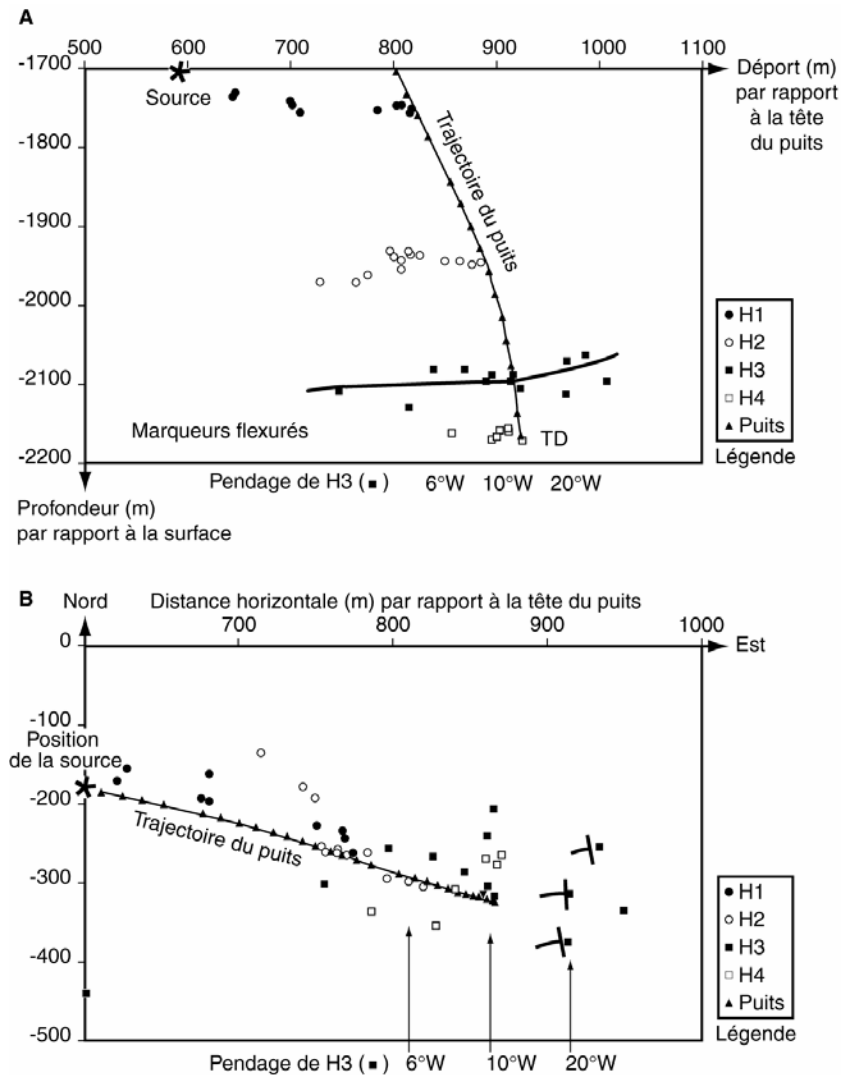 A
500 600 700 800 900 1000 1100
-1700
-1800
-1900
-2000
-2100
-2200
Déport (m)
par rapport
à la tête
du puits
Source
Trajectoire du puits
Marqueurs flexurés
TD
H1
H2
H3
H4
Puits
Légende
Pendage de H3 ( ■ ) 6°W 10°W 20°W
Profondeur (m)
par rapport à la surface
B
Nord
Distance horizontale (m) par rapport à la tête du puits
700 800 900 1000
Est
0
-100
Position
de la source
-200
-300
-400
-500
Trajectoire du puits
H1
H2
H3
H4
Puits
Légende
Pendage de H3 ( ■ ) 6°W 10°W 20°W